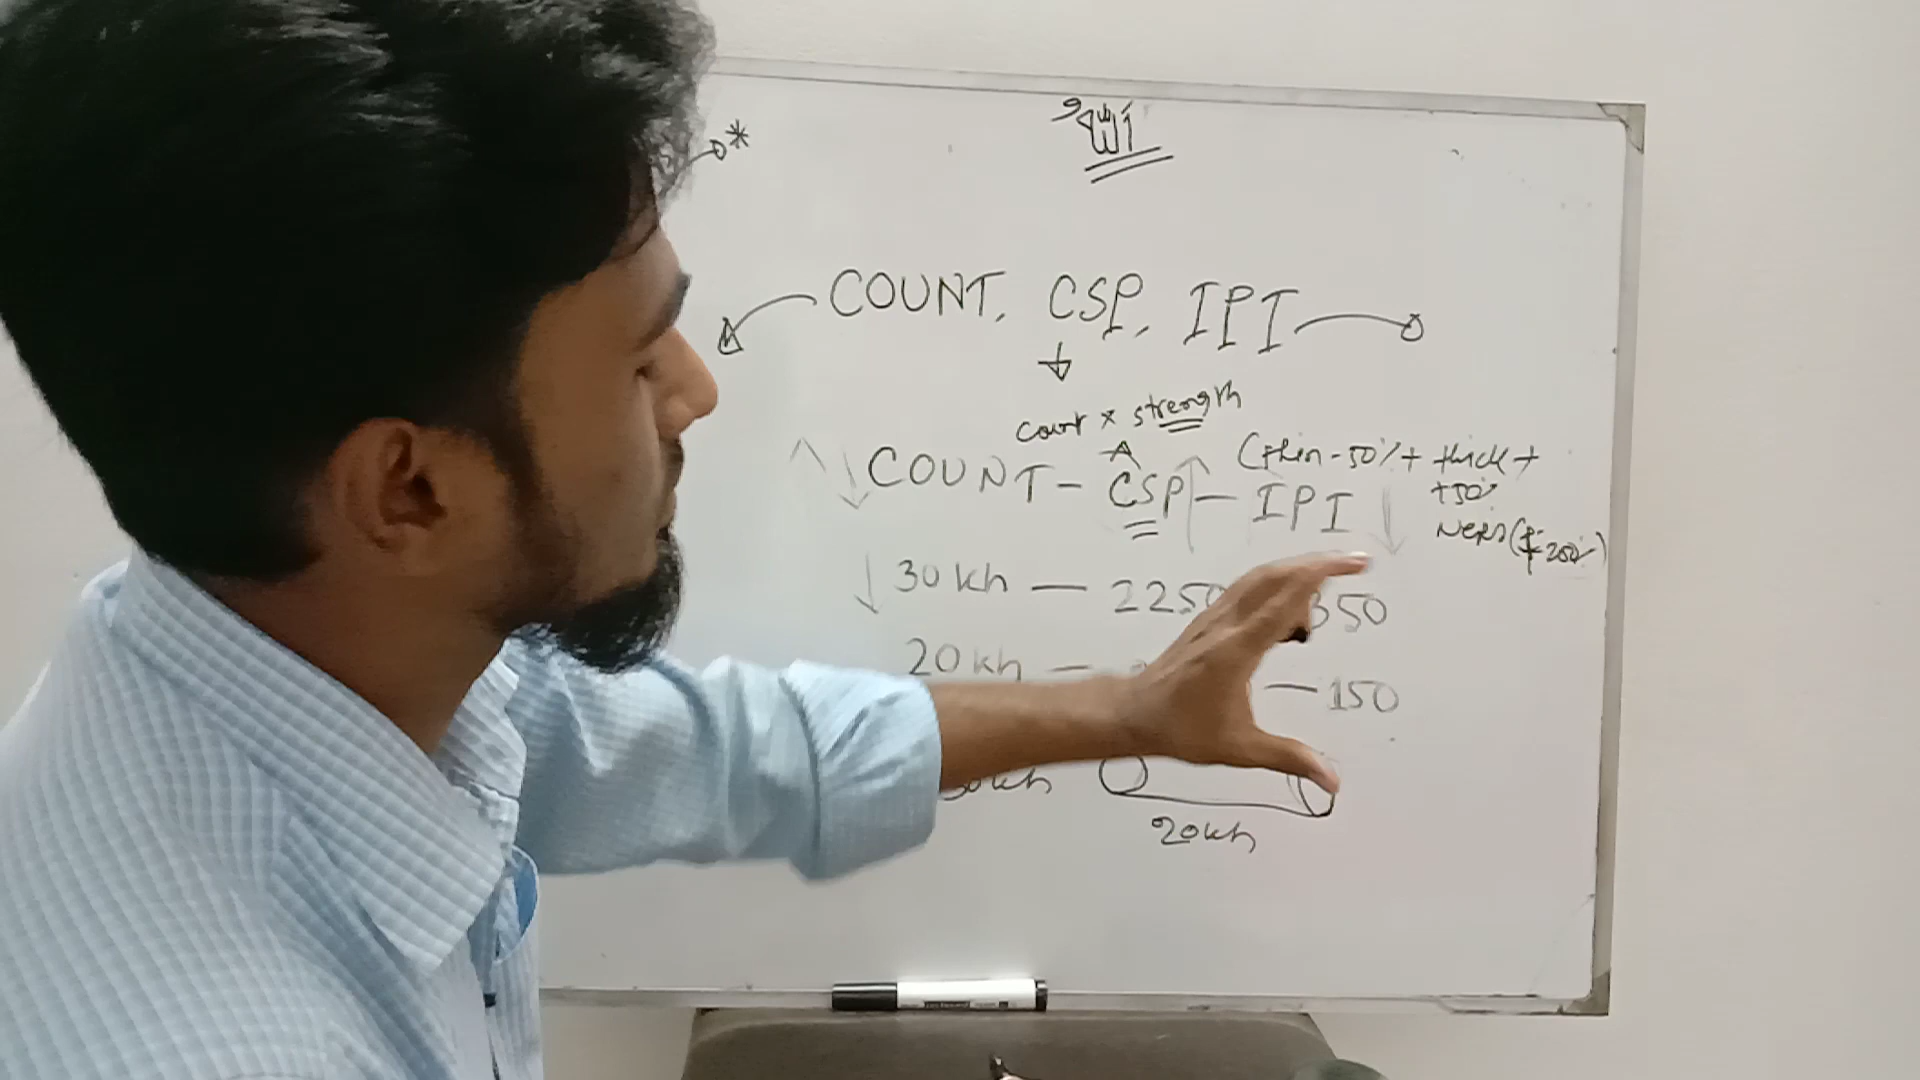 সুতা
COUNT, CSP, IPI
Count x strength
(thin-50% + thick +
+50%
COUNT - CSP - IPI
Neps (+200%)
30 kh — 2250 350
20 kh — — 150
30kh
20kh